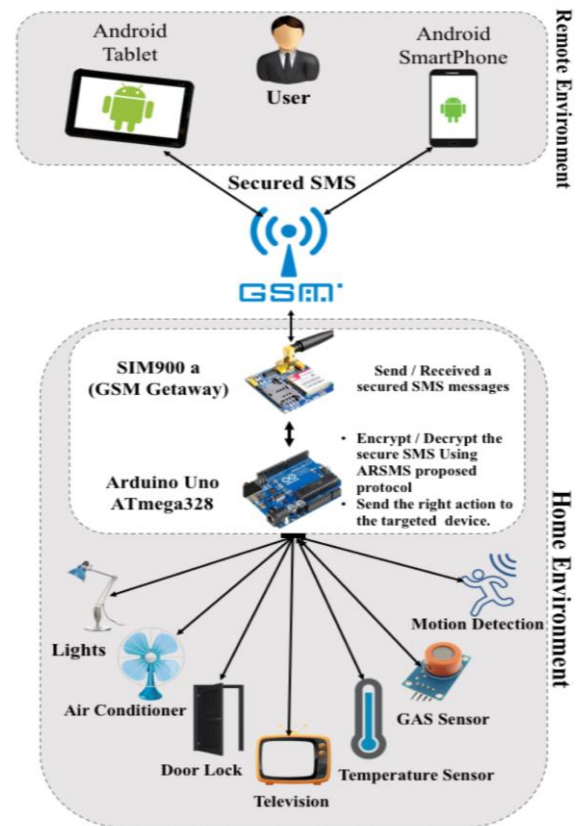 Android
Tablet
User
Android
SmartPhone
Remote Environment
Secured SMS
GSM
SIM900 a
(GSM Getaway)
Send / Received a
secured SMS messages
Arduino Uno
ATmega328
• Encrypt / Decrypt the
secure SMS Using
ARSMS proposed
protocol
• Send the right action to
the targeted device.
Home Environment
Lights
Air Conditioner
Door Lock
Television
Temperature Sensor
GAS Sensor
Motion Detection